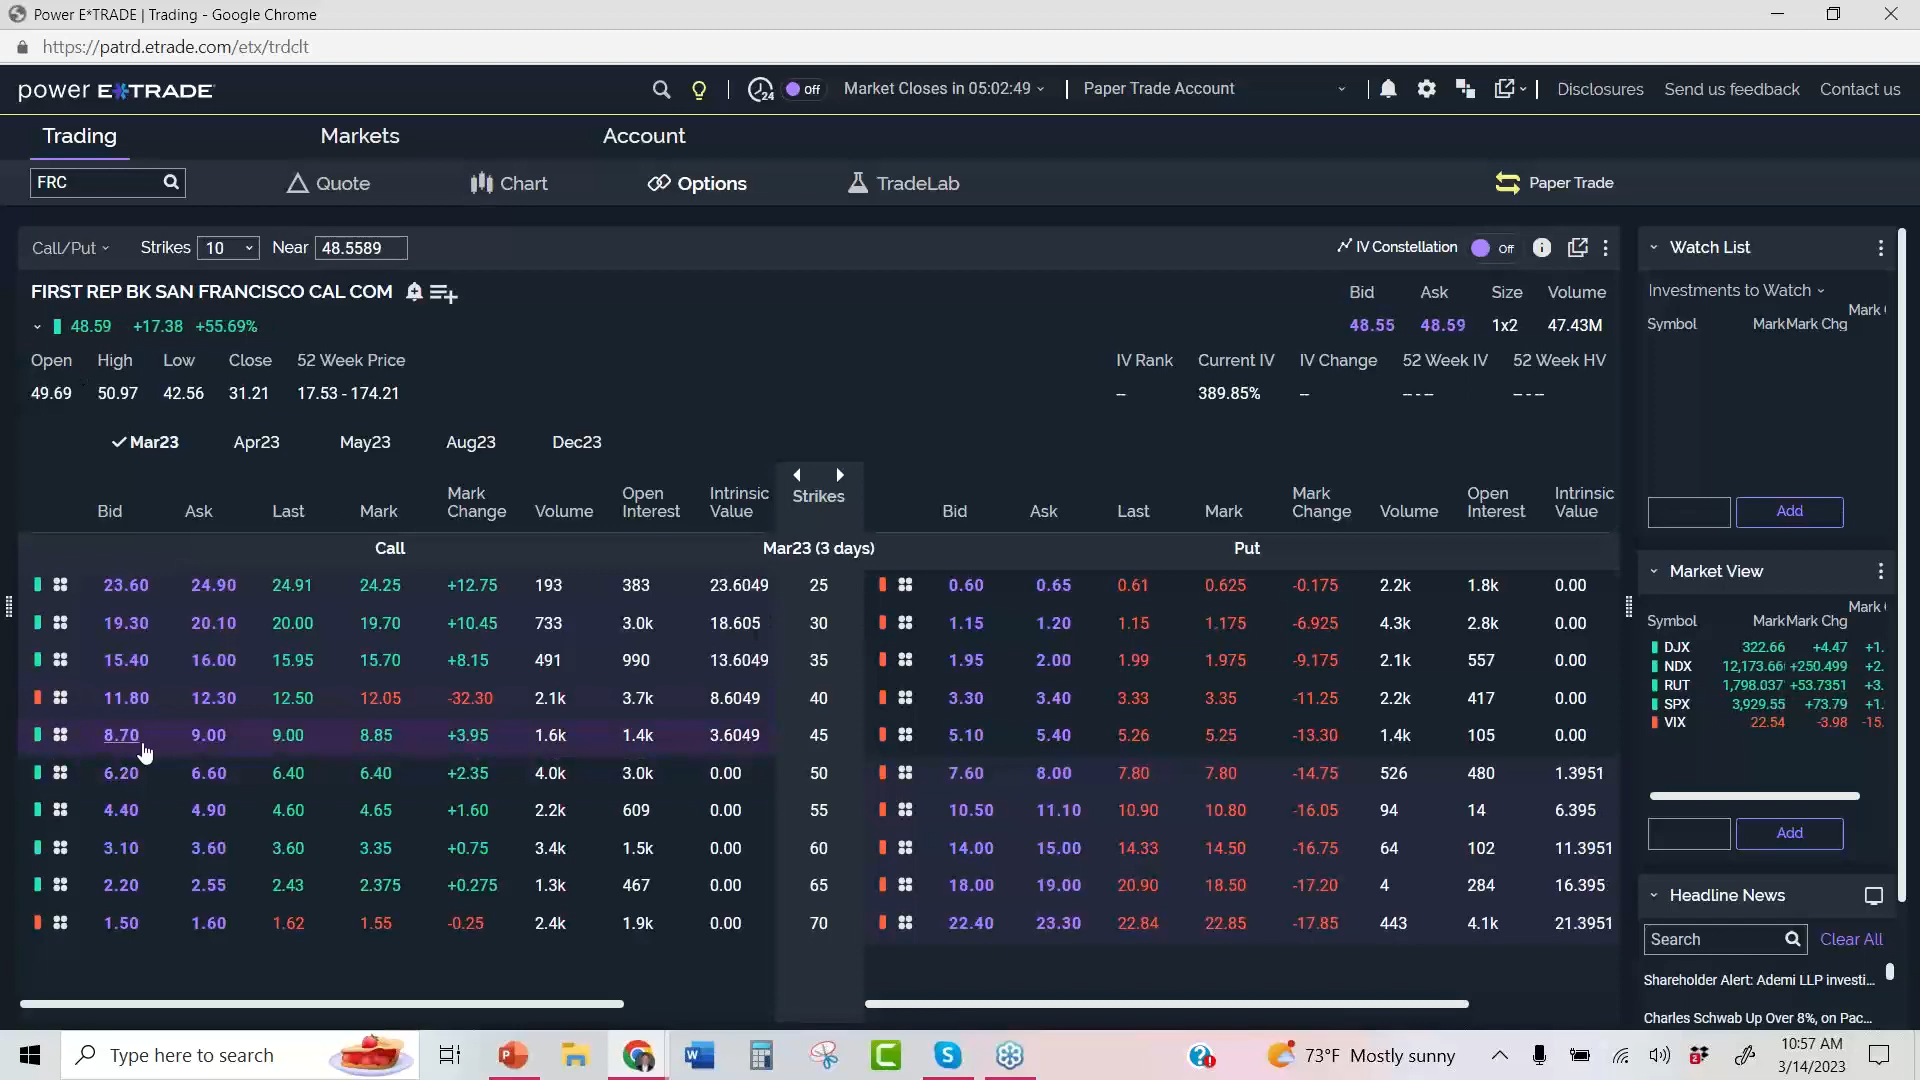 Power E*TRADE | Trading - Google Chrome
https://patrd.etrade.com/etx/trdclt
power E*TRADE
24 Off Market Closes in 05:02:49 Paper Trade Account Disclosures Send us feedback Contact us
Trading Markets Account
FRC Quote Chart Options TradeLab Paper Trade
Call/Put Strikes 10 Near 48.5589 IV Constellation Off
FIRST REP BK SAN FRANCISCO CAL COM Bid Ask Size Volume
48.59 +17.38 +55.69% 48.55 48.59 1x2 47.43M
Open High Low Close 52 Week Price IV Rank Current IV IV Change 52 Week IV 52 Week HV
49.69 50.97 42.56 31.21 17.53 - 174.21 -- 389.85% -- -- - -- -- - --
Mar23 Apr23 May23 Aug23 Dec23
Bid Ask Last Mark Mark Change Volume Open Interest Intrinsic Value Strikes Bid Ask Last Mark Mark Change Volume Open Interest Intrinsic Value
Call Mar23 (3 days) Put
23.60 24.90 24.91 24.25 +12.75 193 383 23.6049 25 0.60 0.65 0.61 0.625 -0.175 2.2k 1.8k 0.00
19.30 20.10 20.00 19.70 +10.45 733 3.0k 18.605 30 1.15 1.20 1.15 1.175 -6.925 4.3k 2.8k 0.00
15.40 16.00 15.95 15.70 +8.15 491 990 13.6049 35 1.95 2.00 1.99 1.975 -9.175 2.1k 557 0.00
11.80 12.30 12.50 12.05 -32.30 2.1k 3.7k 8.6049 40 3.30 3.40 3.33 3.35 -11.25 2.2k 417 0.00
8.70 9.00 9.00 8.85 +3.95 1.6k 1.4k 3.6049 45 5.10 5.40 5.26 5.25 -13.30 1.4k 105 0.00
6.20 6.60 6.40 6.40 +2.35 4.0k 3.0k 0.00 50 7.60 8.00 7.80 7.80 -14.75 526 480 1.3951
4.40 4.90 4.60 4.65 +1.60 2.2k 609 0.00 55 10.50 11.10 10.90 10.80 -16.05 94 14 6.395
3.10 3.60 3.60 3.35 +0.75 3.4k 1.5k 0.00 60 14.00 15.00 14.33 14.50 -16.75 64 102 11.3951
2.20 2.55 2.43 2.375 +0.275 1.3k 467 0.00 65 18.00 19.00 20.90 18.50 -17.20 4 284 16.395
1.50 1.60 1.62 1.55 -0.25 2.4k 1.9k 0.00 70 22.40 23.30 22.84 22.85 -17.85 443 4.1k 21.3951
Watch List
Investments to Watch
Symbol Mark Mark Chg Mark
Add
Market View
Symbol Mark Mark Chg Mark
DJX 322.66 +4.47 +1.
NDX 12,173.66 +250.499 +2.
RUT 1,798.037 +53.7351 +3.
SPX 3,929.55 +73.79 +1.
VIX 22.54 -3.98 -15.
Add
Headline News
Search Clear All
Shareholder Alert: Ademi LLP investi...
Charles Schwab Up Over 8%, on Pac...
Type here to search 73°F Mostly sunny 10:57 AM
3/14/2023